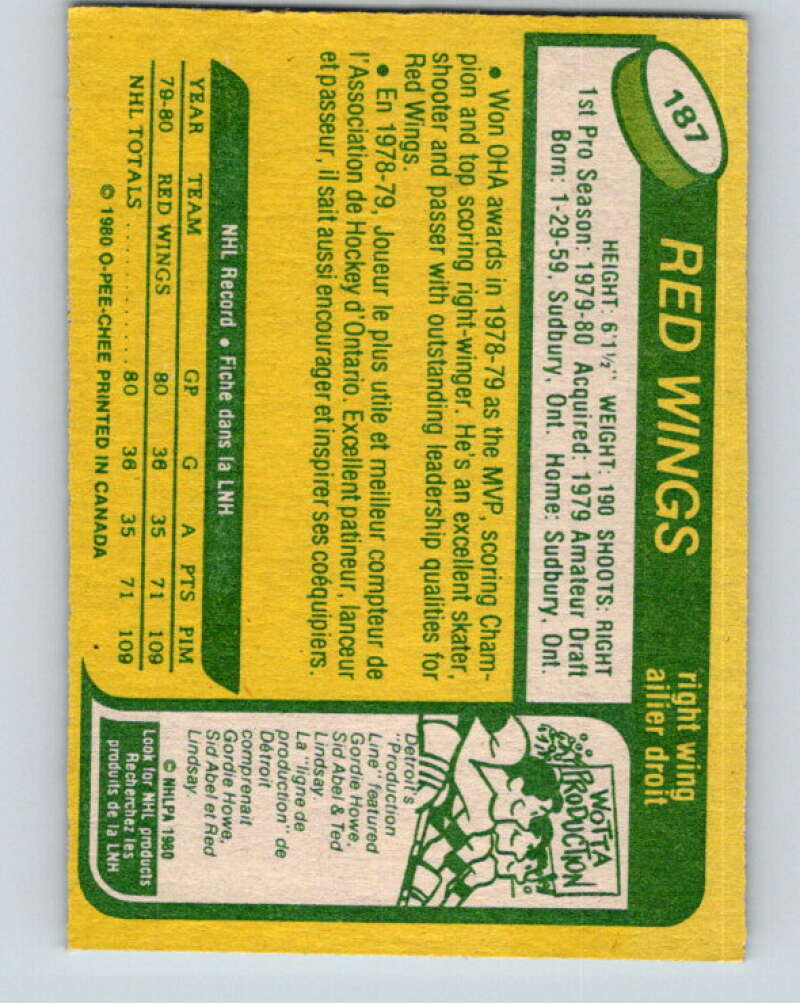 187
RED WINGS
right wing
ailier droit
HEIGHT: 6'1½" WEIGHT: 190 SHOOTS: RIGHT
1st Pro Season: 1979-80 Acquired: 1979 Amateur Draft
Born: 1-29-59, Sudbury, Ont. Home: Sudbury, Ont.
• Won OHA awards in 1978-79 as the MVP, scoring Cham-
pion and top scoring right-winger. He's an excellent skater,
shooter and passer with outstanding leadership qualities for
Red Wings.
• En 1978-79, Joueur le plus utile et meilleur compteur de
l'Association de Hockey d'Ontario. Excellent patineur, lanceur
et passeur, il sait aussi encourager et inspirer ses coéquipiers.
NHL Record • Fiche dans la LNH
YEAR TEAM GP G A PTS PIM
79-80 RED WINGS 80 36 35 71 109
NHL TOTALS .......... 80 36 35 71 109
© 1980 O-PEE-CHEE PRINTED IN CANADA
WOTTA
PRODUCTION
Detroit's
"Production
Line" featured
Gordie Howe,
Sid Abel & Ted
Lindsay.
La "ligne de
production" de
Détroit
comprenait
Gordie Howe,
Sid Abel et Red
Lindsay.
© NHLPA 1980
Look for NHL products
Recherchez les
produits de la LNH